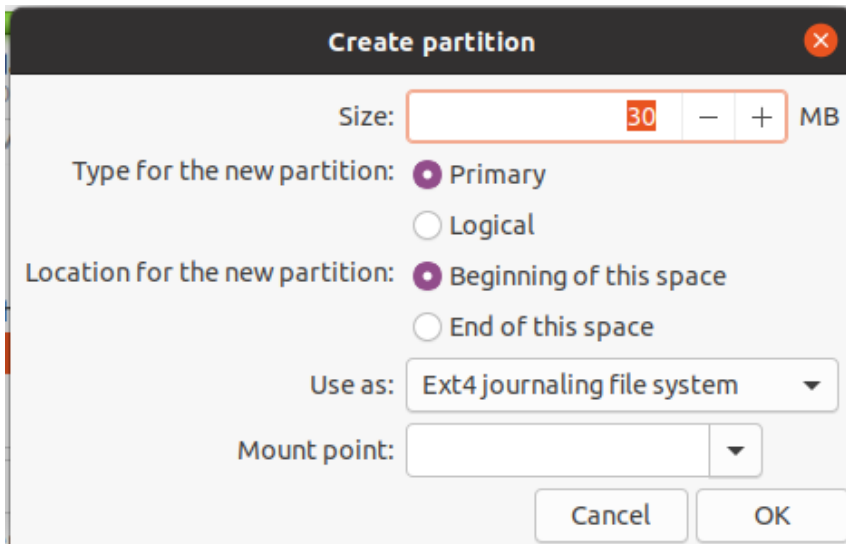 Create partition
Size: 30 − + MB
Type for the new partition: Primary
Logical
Location for the new partition: Beginning of this space
End of this space
Use as: Ext4 journaling file system
Mount point:
Cancel OK